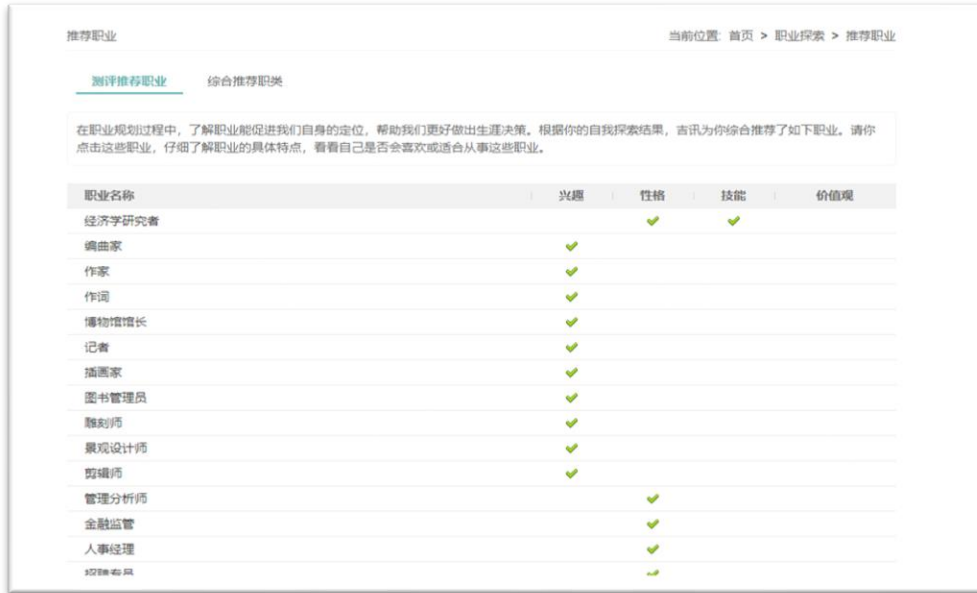 推荐职业
当前位置: 首页 > 职业探索 > 推荐职业
测评推荐职业 综合推荐职类
在职业规划过程中，了解职业能促进我们自身的定位，帮助我们更好做出生涯决策。根据你的自我探索结果，吉讯为你综合推荐了如下职业。请你
点击这些职业，仔细了解职业的具体特点，看看自己是否会喜欢或适合从事这些职业。
职业名称 兴趣 性格 技能 价值观
经济学研究者
编曲家
作家
作词
博物馆馆长
记者
插画家
图书管理员
雕刻师
景观设计师
剪辑师
管理分析师
金融监管
人事经理
招聘专员